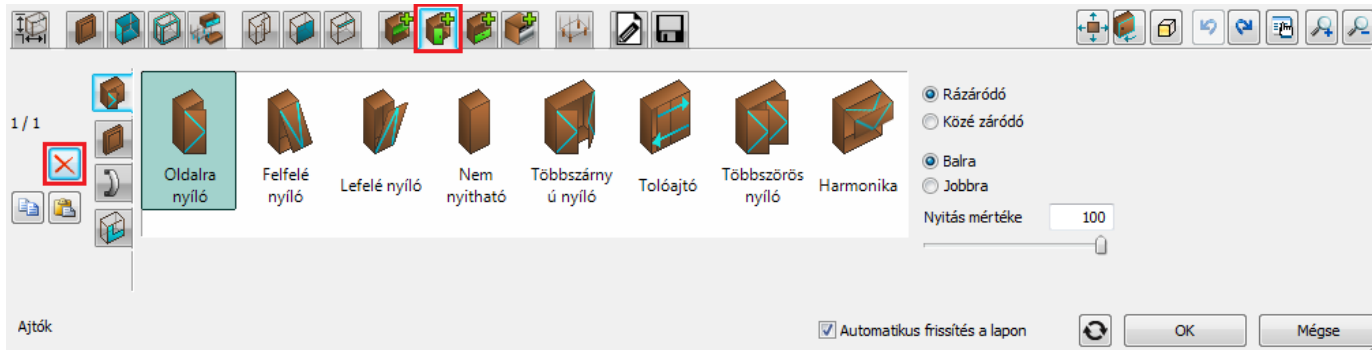 1 / 1
Oldalra
nyíló
Felfelé
nyíló
Lefelé nyíló
Nem
nyitható
Többszárny
ú nyíló
Tolóajtó
Többszörös
nyíló
Harmonika
Rázáródó
Közé záródó
Balra
Jobbra
Nyitás mértéke 100
Ajtók
Automatikus frissítés a lapon
OK
Mégse